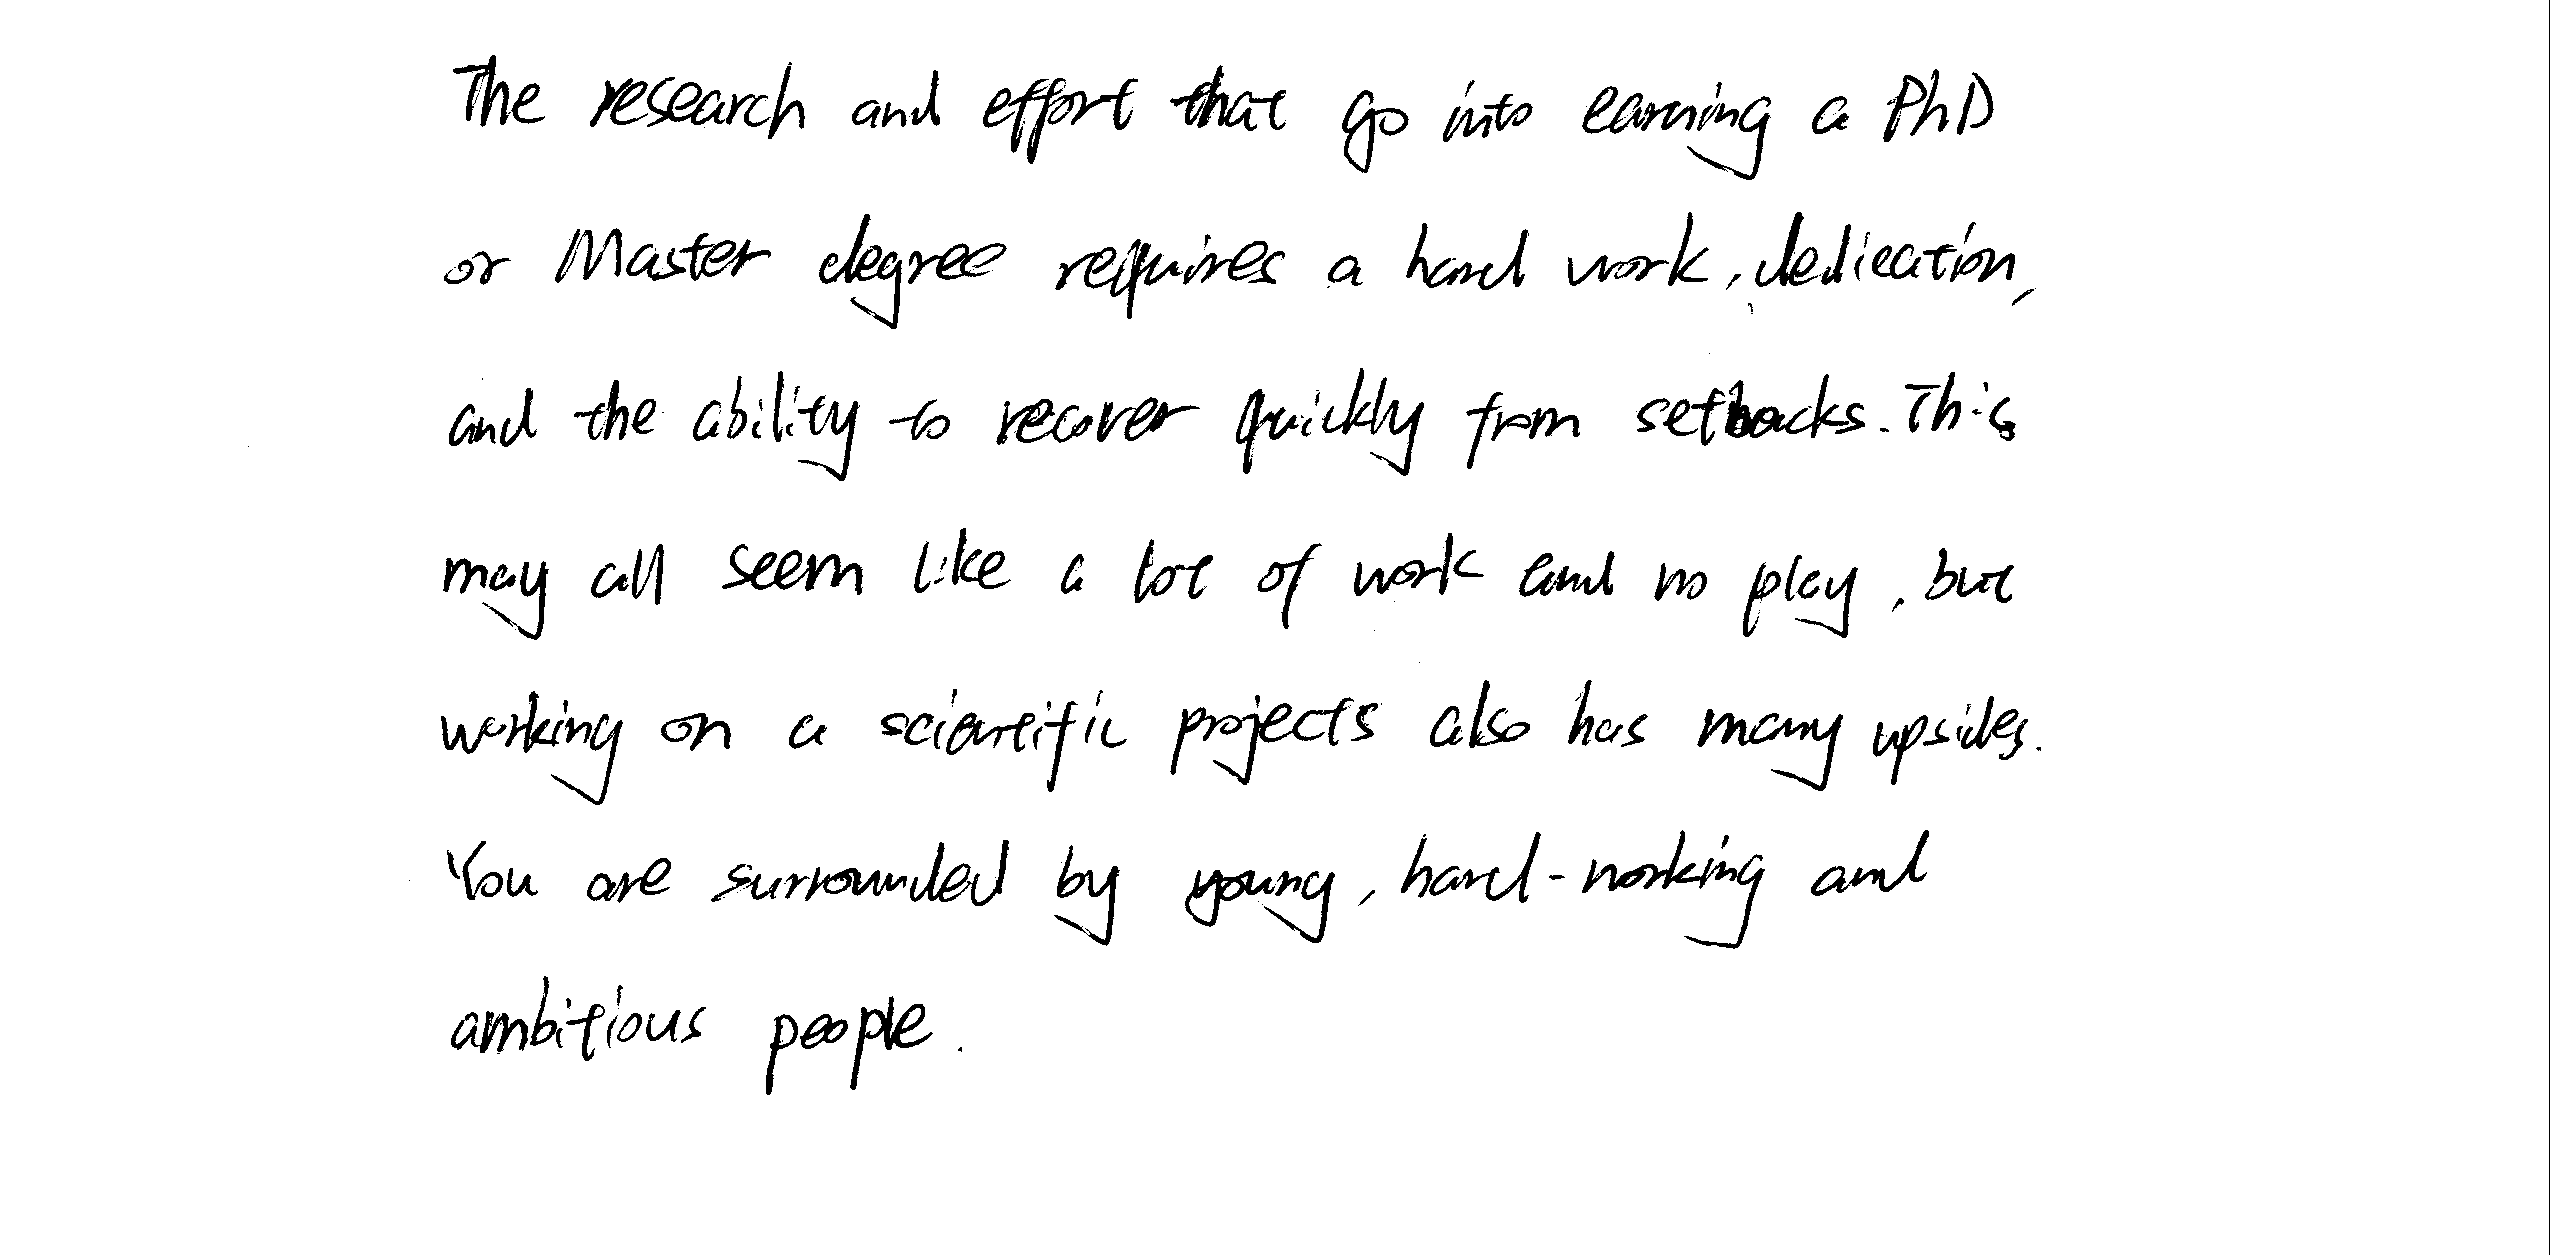 The research and effort that go into earning a PhD
or Master degree requires a hard work, dedication,
and the ability to recover quickly from setbacks. This
may all seem like a lot of work and no play, but
working on a scientific projects also has many upsides.
You are surrounded by young, hard-working and
ambitious people.